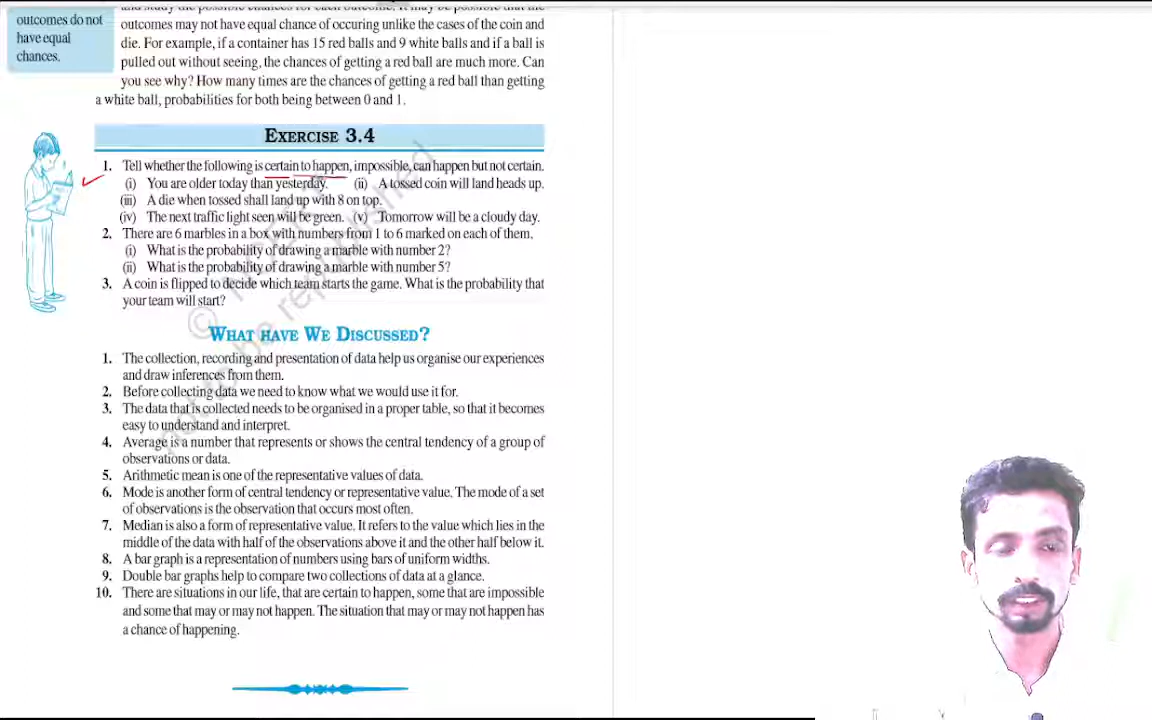 outcomes do not
have equal
chances.
and study the possible chances for each outcome. It may be possible that the
outcomes may not have equal chance of occuring unlike the cases of the coin and
die. For example, if a container has 15 red balls and 9 white balls and if a ball is
pulled out without seeing, the chances of getting a red ball are much more. Can
you see why? How many times are the chances of getting a red ball than getting
a white ball, probabilities for both being between 0 and 1.
EXERCISE 3.4
1. Tell whether the following is certain to happen, impossible, can happen but not certain.
(i) You are older today than yesterday. (ii) A tossed coin will land heads up.
(iii) A die when tossed shall land up with 8 on top.
(iv) The next traffic light seen will be green. (v) Tomorrow will be a cloudy day.
2. There are 6 marbles in a box with numbers from 1 to 6 marked on each of them.
(i) What is the probability of drawing a marble with number 2?
(ii) What is the probability of drawing a marble with number 5?
3. A coin is flipped to decide which team starts the game. What is the probability that
your team will start?
WHAT HAVE WE DISCUSSED?
1. The collection, recording and presentation of data help us organise our experiences
and draw inferences from them.
2. Before collecting data we need to know what we would use it for.
3. The data that is collected needs to be organised in a proper table, so that it becomes
easy to understand and interpret.
4. Average is a number that represents or shows the central tendency of a group of
observations or data.
5. Arithmetic mean is one of the representative values of data.
6. Mode is another form of central tendency or representative value. The mode of a set
of observations is the observation that occurs most often.
7. Median is also a form of representative value. It refers to the value which lies in the
middle of the data with half of the observations above it and the other half below it.
8. A bar graph is a representation of numbers using bars of uniform widths.
9. Double bar graphs help to compare two collections of data at a glance.
10. There are situations in our life, that are certain to happen, some that are impossible
and some that may or may not happen. The situation that may or may not happen has
a chance of happening.
© NCERT
not to be republished